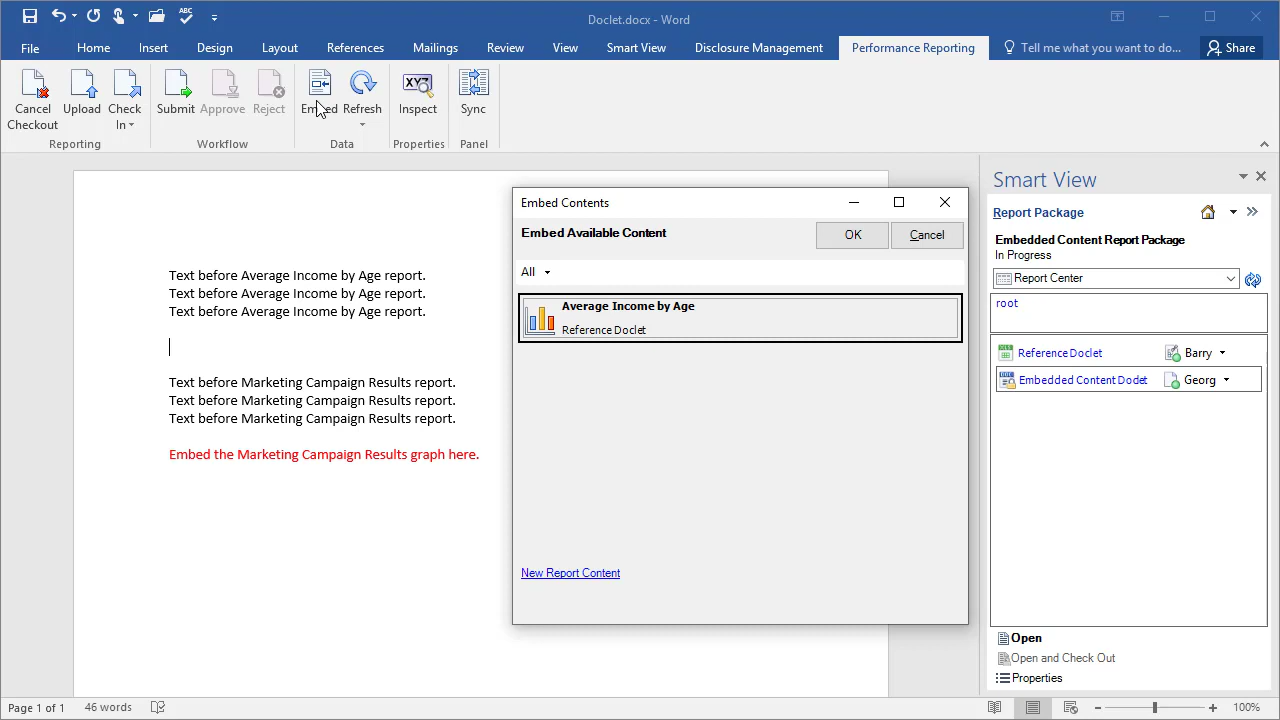 ABC
Doclet.docx - Word
File Home Insert Design Layout References Mailings Review View Smart View Disclosure Management Performance Reporting Tell me what you want to do... Share
XYZ
Cancel Checkout
Upload
Check In
Submit
Approve
Reject
Embed
Refresh
Inspect
Sync
Reporting
Workflow
Data
Properties
Panel
Text before Average Income by Age report.
Text before Average Income by Age report.
Text before Average Income by Age report.
Text before Marketing Campaign Results report.
Text before Marketing Campaign Results report.
Text before Marketing Campaign Results report.
Embed the Marketing Campaign Results graph here.
Embed Contents
Embed Available Content
OK
Cancel
All
Average Income by Age
Reference Doclet
New Report Content
Smart View
Report Package
Embedded Content Report Package
In Progress
Report Center
root
Reference Doclet Barry
Embedded Content Doclet Georg
Open
Open and Check Out
Properties
Page 1 of 1 46 words 100%